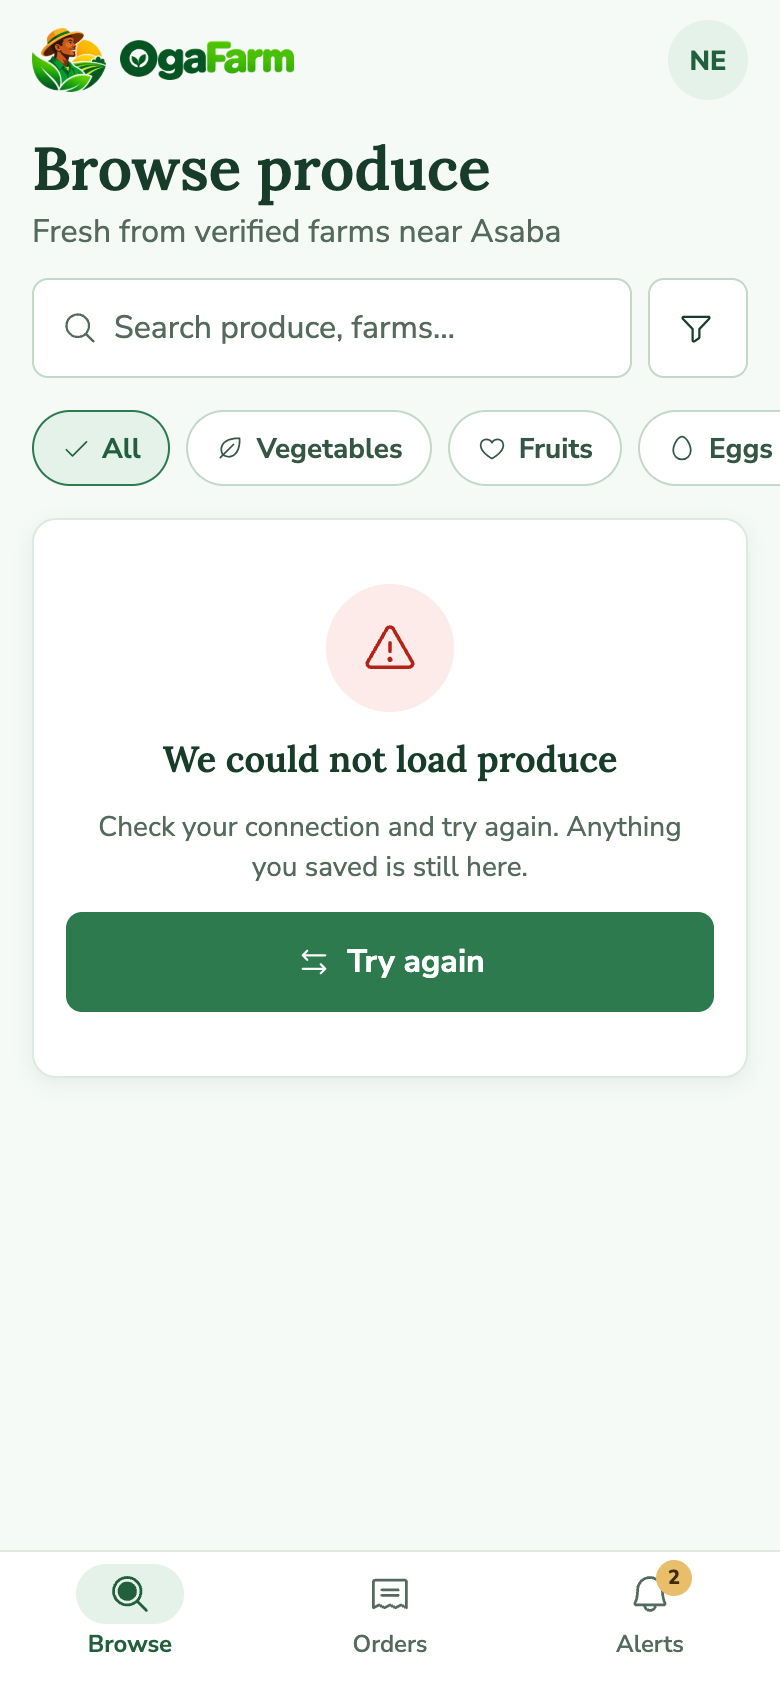 OgaFarm
NE
Browse produce
Fresh from verified farms near Asaba
Search produce, farms...
All
Vegetables
Fruits
Eggs
We could not load produce
Check your connection and try again. Anything
you saved is still here.
Try again
2
Browse
Orders
Alerts